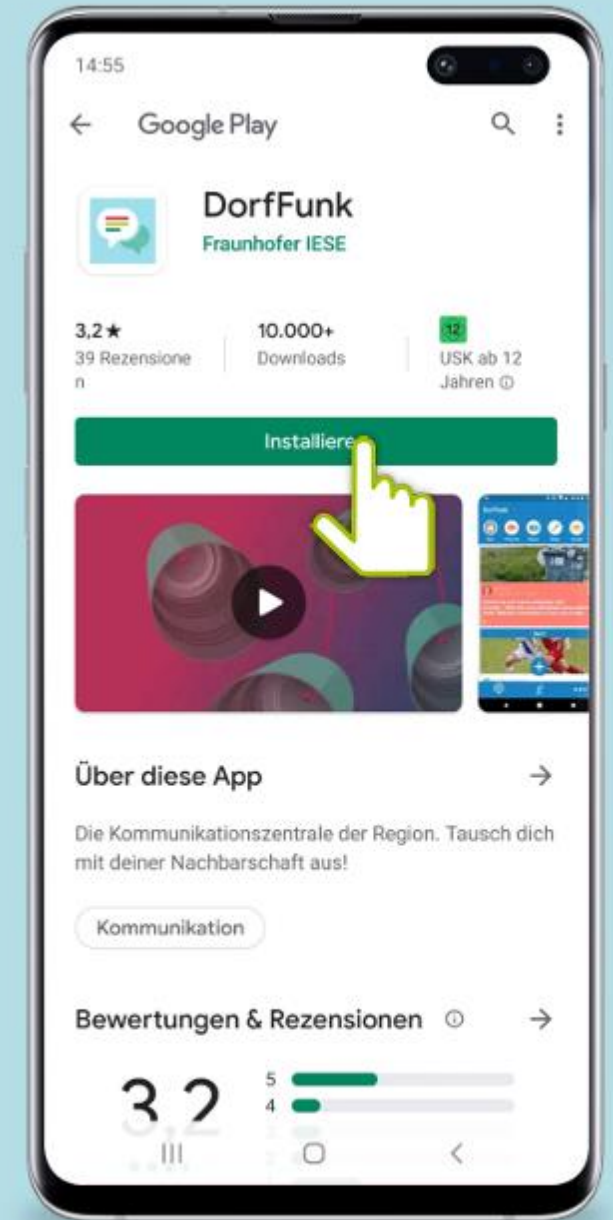 14:55
Google Play
DorfFunk
Fraunhofer IESE
3,2★
39 Rezensione
n
10.000+
Downloads
12
USK ab 12
Jahren
Installiere
Über diese App
Die Kommunikationszentrale der Region. Tausch dich
mit deiner Nachbarschaft aus!
Kommunikation
Bewertungen & Rezensionen
3,2
5
4